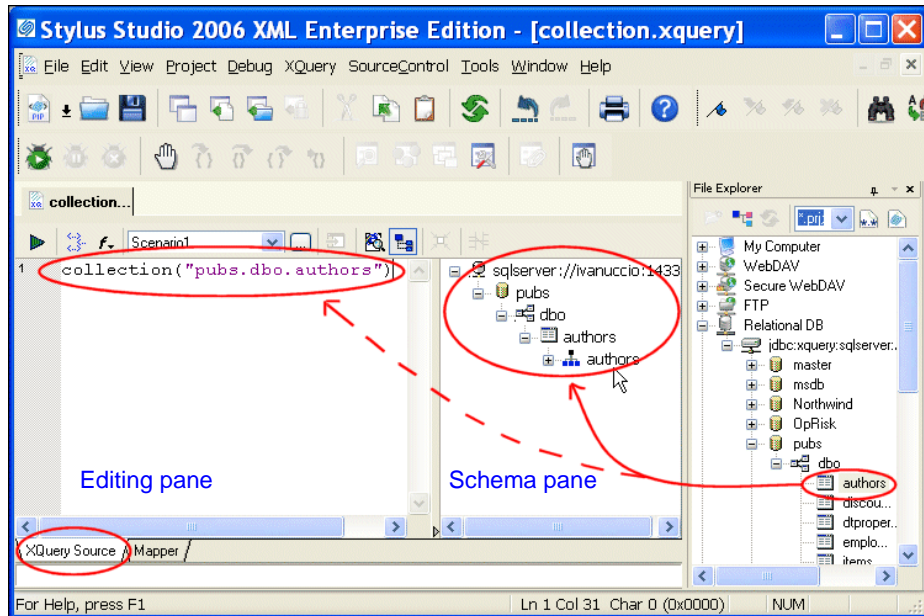 Stylus Studio 2006 XML Enterprise Edition - [collection.xquery]
File Edit View Project Debug XQuery SourceControl Tools Window Help
PIP
collection...
File Explorer
Scenario1
*.prj
1 collection("pubs.dbo.authors")
sqlserver://ivanuccio:1433
pubs
dbo
authors
authors
Editing pane
Schema pane
My Computer
WebDAV
Secure WebDAV
FTP
Relational DB
jdbc:xquery:sqlserver:.
master
msdb
Northwind
OpRisk
pubs
dbo
authors
discou...
dtproper...
emplo...
items
XQuery Source Mapper
For Help, press F1
Ln 1 Col 31 Char 0 (0x0000) NUM